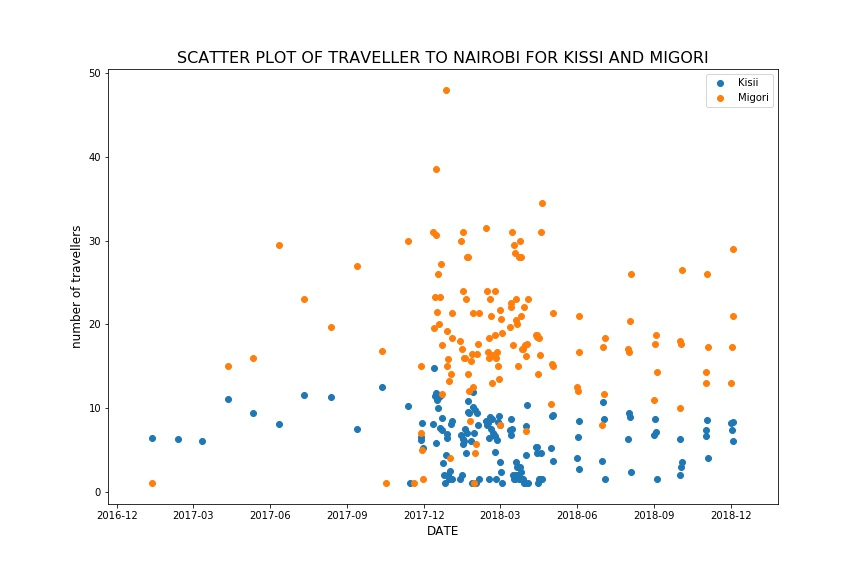 SCATTER PLOT OF TRAVELLER TO NAIROBI FOR KISSI AND MIGORI
Kisii
Migori
50
40
30
20
10
0
number of travellers
2016-12 2017-03 2017-06 2017-09 2017-12 2018-03 2018-06 2018-09 2018-12
DATE